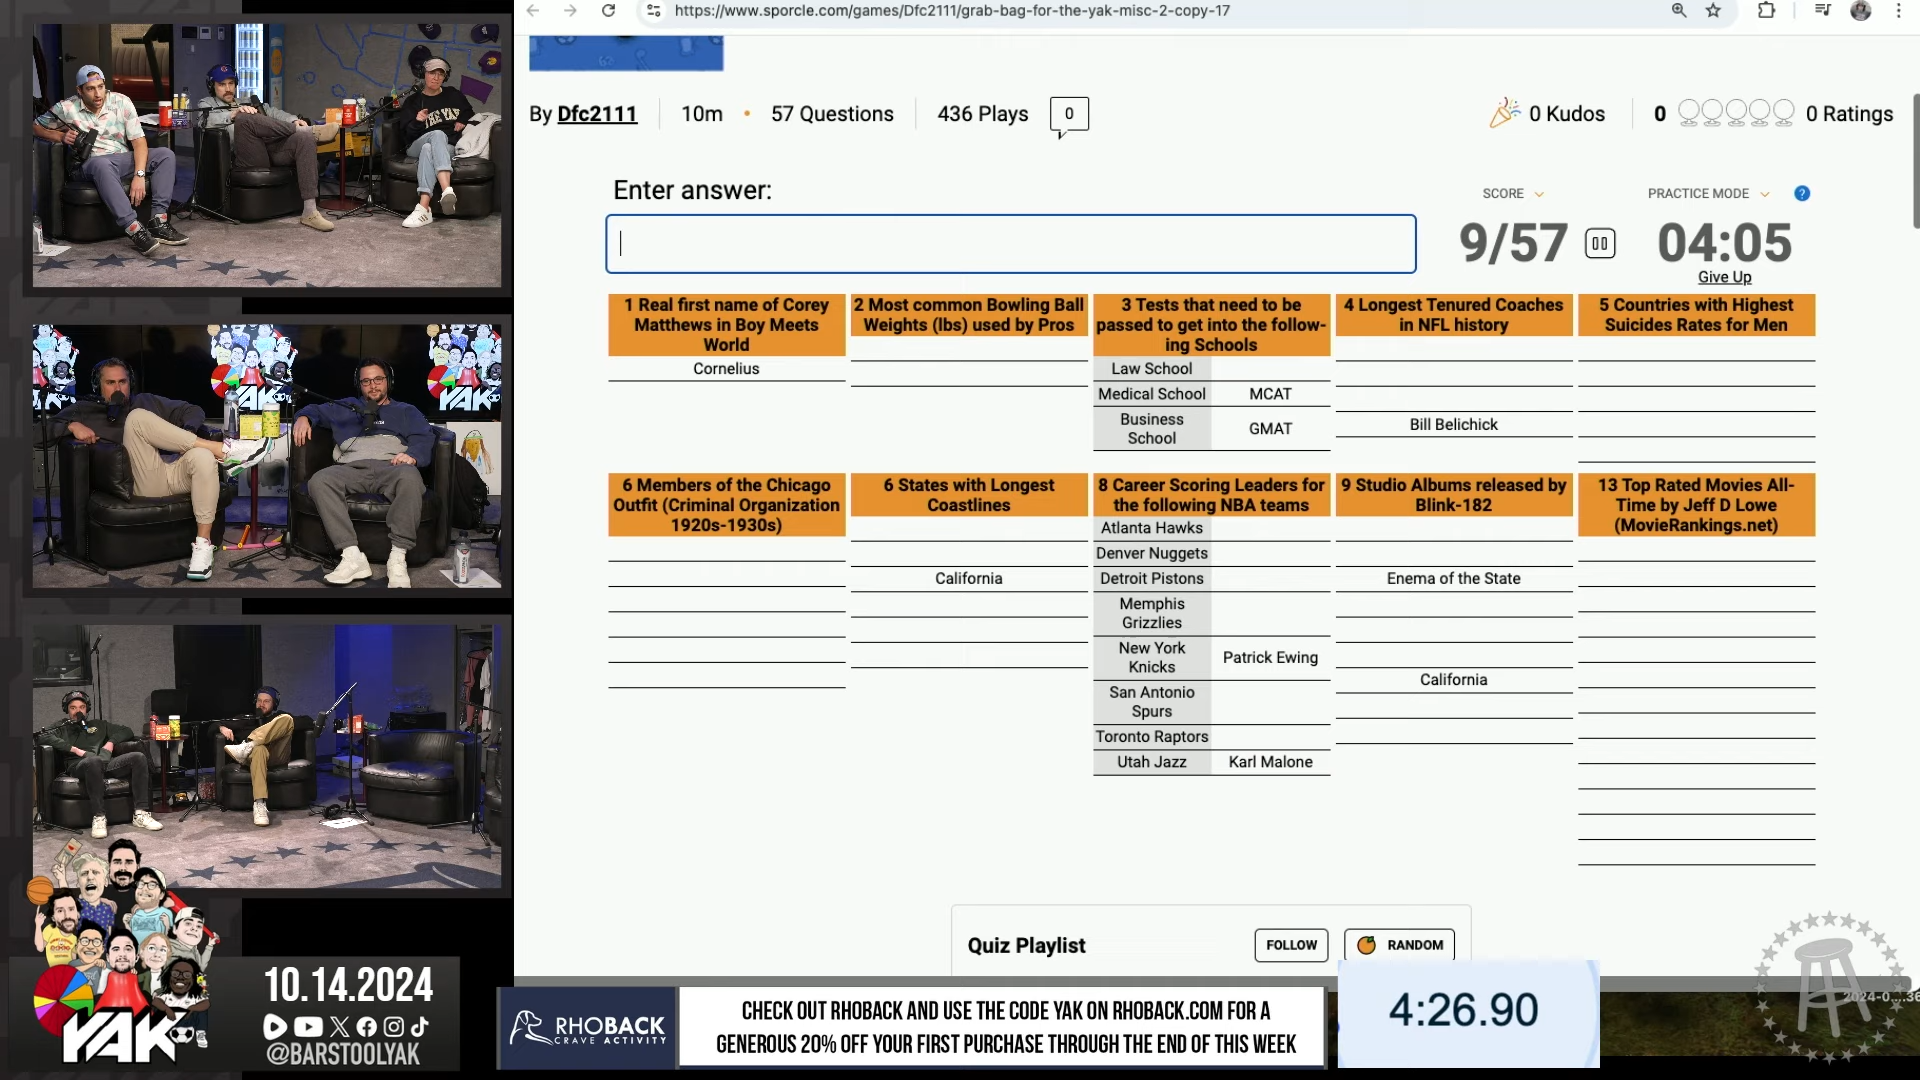 https://www.sporcle.com/games/Dfc2111/grab-bag-for-the-yak-misc-2-copy-17
By Dfc2111
10m • 57 Questions
436 Plays
0
0 Kudos
0
0 Ratings
Enter answer:
SCORE
PRACTICE MODE
?
9/57
04:05
Give Up
1 Real first name of Corey
Matthews in Boy Meets
World
Cornelius
2 Most common Bowling Ball
Weights (lbs) used by Pros
3 Tests that need to be
passed to get into the follow-
ing Schools
Law School
Medical School MCAT
Business
School
GMAT
4 Longest Tenured Coaches
in NFL history
Bill Belichick
5 Countries with Highest
Suicides Rates for Men
6 Members of the Chicago
Outfit (Criminal Organization
1920s-1930s)
6 States with Longest
Coastlines
California
8 Career Scoring Leaders for
the following NBA teams
Atlanta Hawks
Denver Nuggets
Detroit Pistons
Memphis
Grizzlies
New York
Knicks
Patrick Ewing
San Antonio
Spurs
Toronto Raptors
Utah Jazz Karl Malone
9 Studio Albums released by
Blink-182
Enema of the State
California
13 Top Rated Movies All-
Time by Jeff D Lowe
(MovieRankings.net)
Quiz Playlist
FOLLOW
RANDOM
THE YAK
YAK
YAK
YAK
10.14.2024
@BARSTOOLYAK
RHOBACK
CRAVE ACTIVITY
CHECK OUT RHOBACK AND USE THE CODE YAK ON RHOBACK.COM FOR A
GENEROUS 20% OFF YOUR FIRST PURCHASE THROUGH THE END OF THIS WEEK
4:26.90